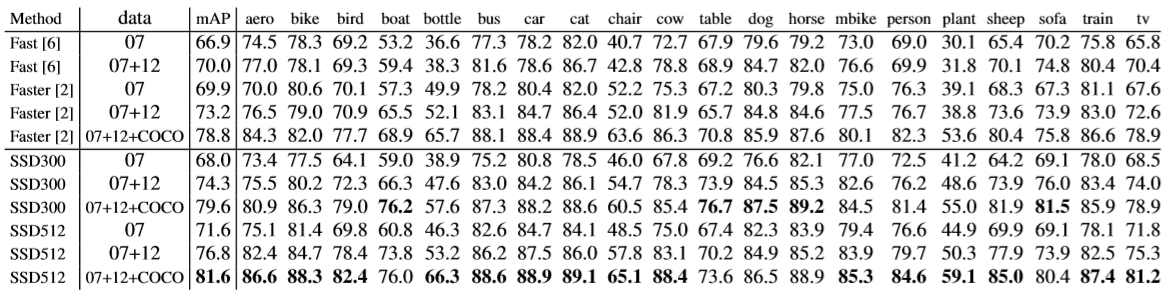 Method data mAP aero bike bird boat bottle bus car cat chair cow table dog horse mbike person plant sheep sofa train tv
Fast [6] 07 66.9 74.5 78.3 69.2 53.2 36.6 77.3 78.2 82.0 40.7 72.7 67.9 79.6 79.2 73.0 69.0 30.1 65.4 70.2 75.8 65.8
Fast [6] 07+12 70.0 77.0 78.1 69.3 59.4 38.3 81.6 78.6 86.7 42.8 78.8 68.9 84.7 82.0 76.6 69.9 31.8 70.1 74.8 80.4 70.4
Faster [2] 07 69.9 70.0 80.6 70.1 57.3 49.9 78.2 80.4 82.0 52.2 75.3 67.2 80.3 79.8 75.0 76.3 39.1 68.3 67.3 81.1 67.6
Faster [2] 07+12 73.2 76.5 79.0 70.9 65.5 52.1 83.1 84.7 86.4 52.0 81.9 65.7 84.8 84.6 77.5 76.7 38.8 73.6 73.9 83.0 72.6
Faster [2] 07+12+COCO 78.8 84.3 82.0 77.7 68.9 65.7 88.1 88.4 88.9 63.6 86.3 70.8 85.9 87.6 80.1 82.3 53.6 80.4 75.8 86.6 78.9
SSD300 07 68.0 73.4 77.5 64.1 59.0 38.9 75.2 80.8 78.5 46.0 67.8 69.2 76.6 82.1 77.0 72.5 41.2 64.2 69.1 78.0 68.5
SSD300 07+12 74.3 75.5 80.2 72.3 66.3 47.6 83.0 84.2 86.1 54.7 78.3 73.9 84.5 85.3 82.6 76.2 48.6 73.9 76.0 83.4 74.0
SSD300 07+12+COCO 79.6 80.9 86.3 79.0 76.2 57.6 87.3 88.2 88.6 60.5 85.4 76.7 87.5 89.2 84.5 81.4 55.0 81.9 81.5 85.9 78.9
SSD512 07 71.6 75.1 81.4 69.8 60.8 46.3 82.6 84.7 84.1 48.5 75.0 67.4 82.3 83.9 79.4 76.6 44.9 69.9 69.1 78.1 71.8
SSD512 07+12 76.8 82.4 84.7 78.4 73.8 53.2 86.2 87.5 86.0 57.8 83.1 70.2 84.9 85.2 83.9 79.7 50.3 77.9 73.9 82.5 75.3
SSD512 07+12+COCO 81.6 86.6 88.3 82.4 76.0 66.3 88.6 88.9 89.1 65.1 88.4 73.6 86.5 88.9 85.3 84.6 59.1 85.0 80.4 87.4 81.2